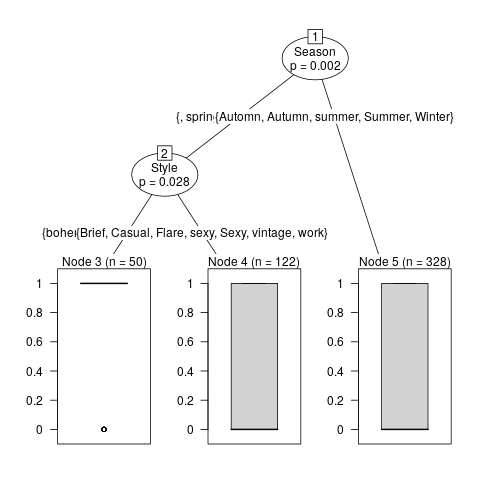 1
Season
p = 0.002
{, sprin {Automn, Autumn, summer, Summer, Winter}
2
Style
p = 0.028
{bohe {Brief, Casual, Flare, sexy, Sexy, vintage, work}
Node 3 (n = 50)
1
0.8
0.6
0.4
0.2
0
Node 4 (n = 122)
1
0.8
0.6
0.4
0.2
0
Node 5 (n = 328)
1
0.8
0.6
0.4
0.2
0